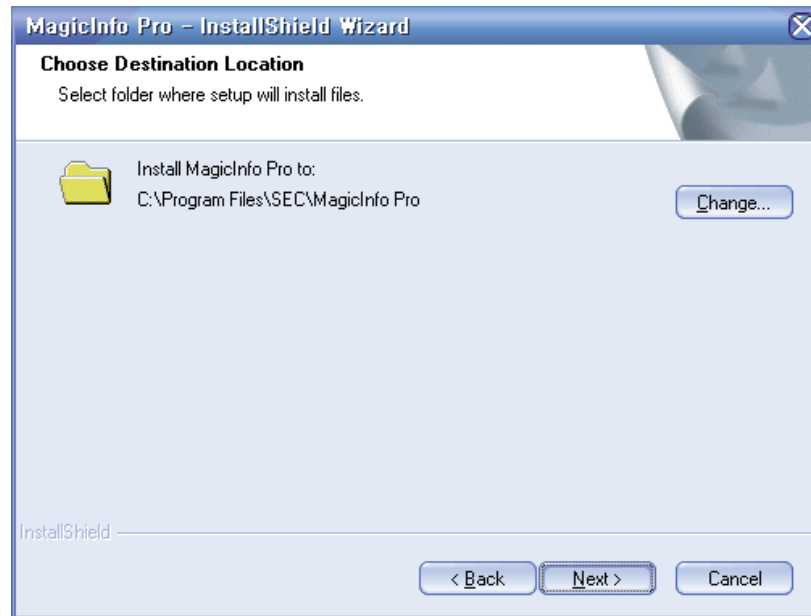 MagicInfo Pro - InstallShield Wizard
Choose Destination Location
Select folder where setup will install files.
Install MagicInfo Pro to:
C:\Program Files\SEC\MagicInfo Pro
Change...
InstallShield
< Back
Next >
Cancel